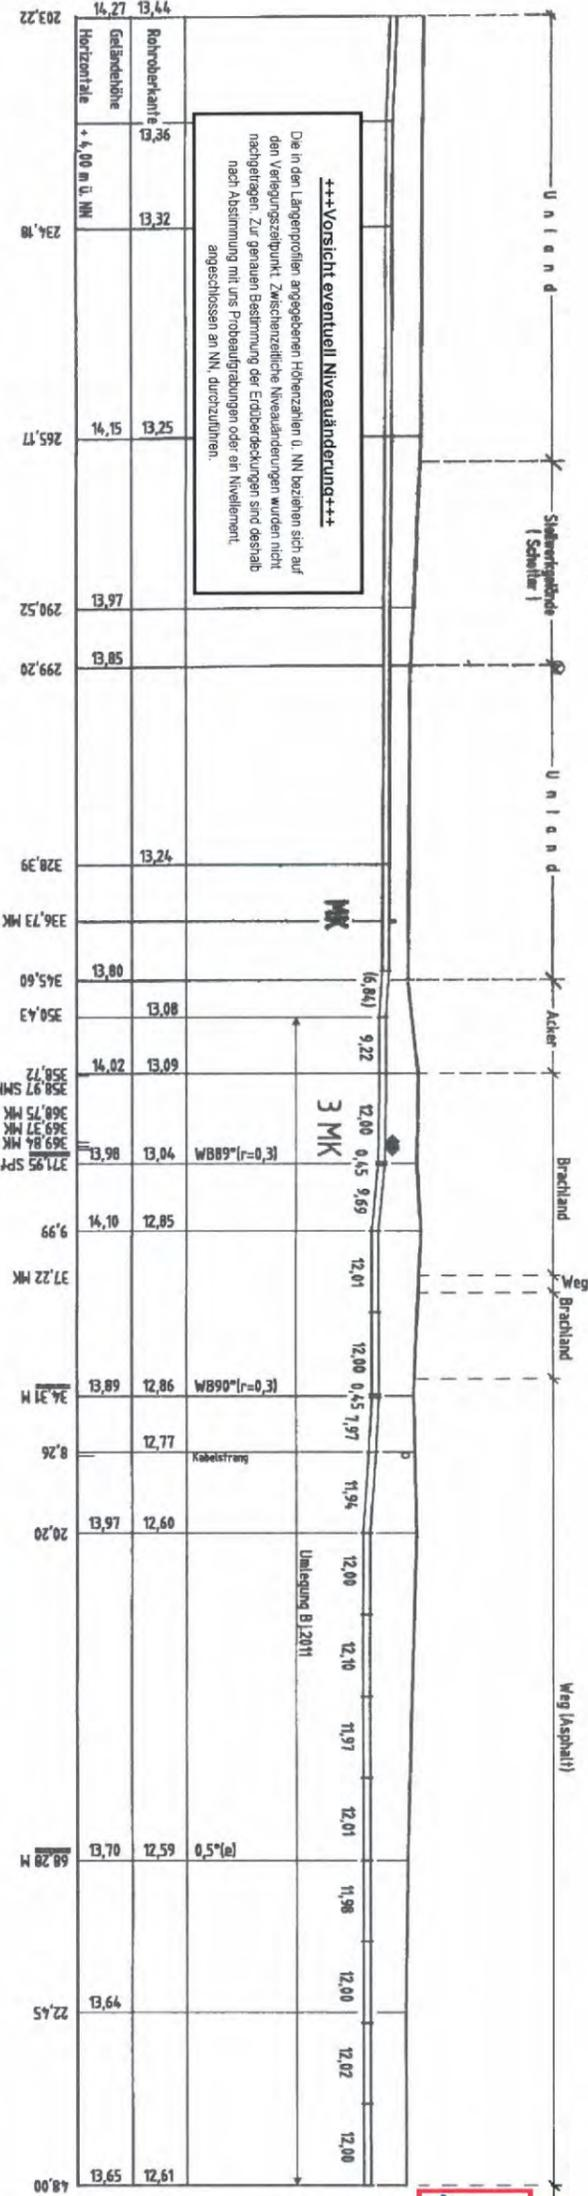 Unland
Stellwerkgelände
( Schotter )
Unland
Acker
Brachland
Weg
Brachland
Weg (Asphalt)
+++Vorsicht eventuell Niveauänderung+++
Die in den Längenprofilen angegebenen Höhenzahlen ü. NN beziehen sich auf
den Verlegungszeitpunkt. Zwischenzeitliche Niveauänderungen wurden nicht
nachgetragen. Zur genauen Bestimmung der Erdüberdeckungen sind deshalb
nach Abstimmung mit uns Probeaufgrabungen oder ein Nivellement,
angeschlossen an NN, durchzuführen.
MK
(6,84) 9,22 12,00 0,45 9,69 12,01 12,00 0,45 7,97 11,94 12,00 12,10 11,97 12,01 11,98 12,00 12,02 12,00
3 MK
Umlegung Bj.2011
WB89°(r=0,3) WB90°(r=0,3) Kabelstrang 0,5°(e)
13,44 Rohroberkante 13,36 13,32 13,25 13,24 13,08 13,09 13,04 12,85 12,86 12,77 12,60 12,59 12,61
14,27 Geländehöhe 14,15 13,97 13,85 13,80 14,02 13,98 14,10 13,89 13,97 13,70 13,64 13,65
Horizontale + 4,00 m ü. NN
203,22 234,18 265,17 290,52 299,20 328,39 336,73 MK 345,60 350,43 358,72
368,75 MK
369,37 MK
369,84 MK
371,95
9,99 37,22 MK 34,31 M 8,26 20,20 68,28 M 22,45 48,00